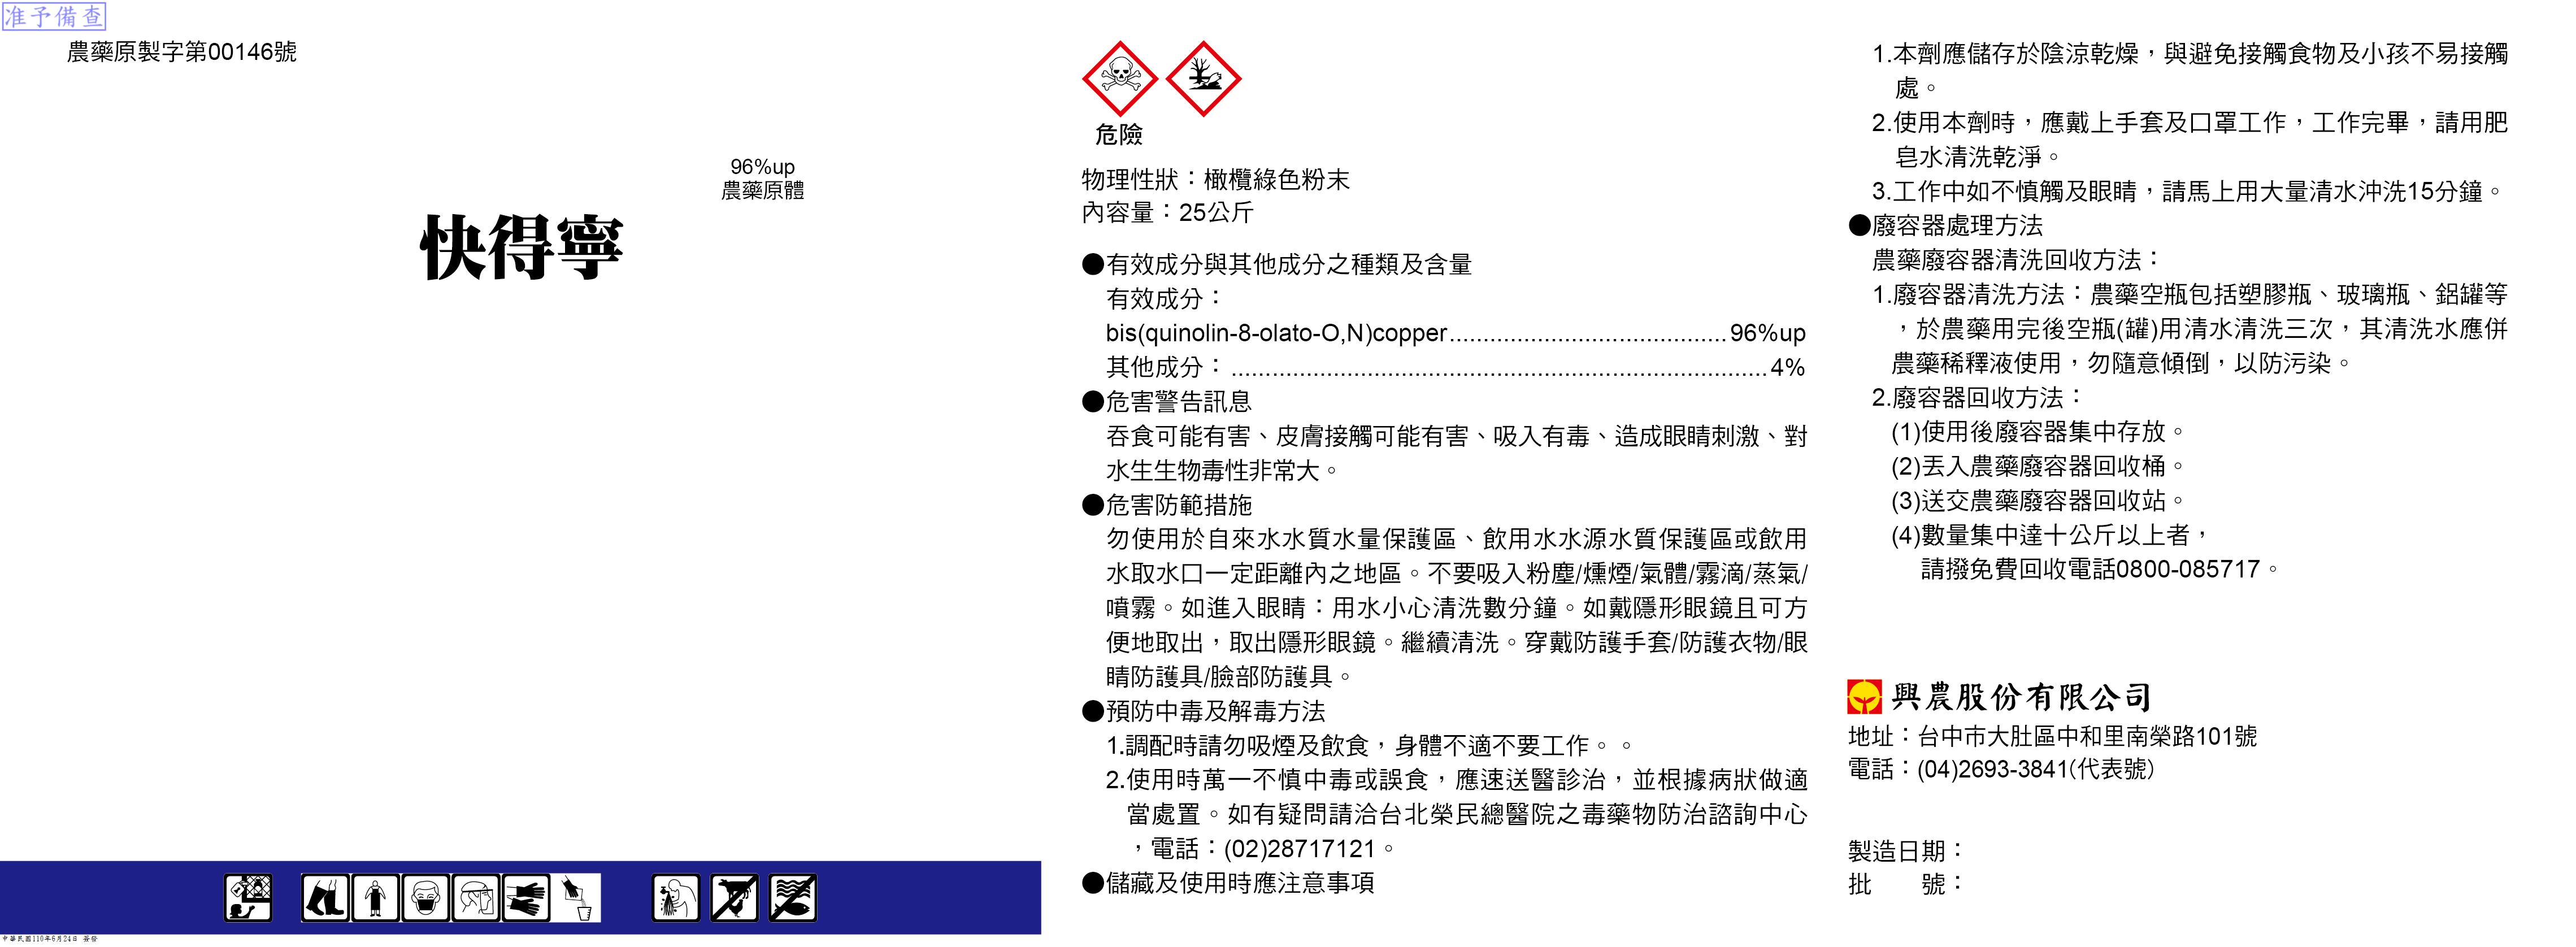 准予備查
農藥原製字第00146號
96%up
農藥原體
快得寧
中華民國110年6月24日 簽發
危險
物理性狀：橄欖綠色粉末
內容量：25公斤
●有效成分與其他成分之種類及含量
有效成分：
bis(quinolin-8-olato-O,N)copper.........................................96%up
其他成分：...............................................................................4%
●危害警告訊息
吞食可能有害、皮膚接觸可能有害、吸入有毒、造成眼睛刺激、對
水生生物毒性非常大。
●危害防範措施
勿使用於自來水水質水量保護區、飲用水水源水質保護區或飲用
水取水口一定距離內之地區。不要吸入粉塵/燻煙/氣體/霧滴/蒸氣/
噴霧。如進入眼睛：用水小心清洗數分鐘。如戴隱形眼鏡且可方
便地取出，取出隱形眼鏡。繼續清洗。穿戴防護手套/防護衣物/眼
睛防護具/臉部防護具。
●預防中毒及解毒方法
1.調配時請勿吸煙及飲食，身體不適不要工作。。
2.使用時萬一不慎中毒或誤食，應速送醫診治，並根據病狀做適
當處置。如有疑問請洽台北榮民總醫院之毒藥物防治諮詢中心
，電話：(02)28717121。
●儲藏及使用時應注意事項
1.本劑應儲存於陰涼乾燥，與避免接觸食物及小孩不易接觸
處。
2.使用本劑時，應戴上手套及口罩工作，工作完畢，請用肥
皂水清洗乾淨。
3.工作中如不慎觸及眼睛，請馬上用大量清水沖洗15分鐘。
●廢容器處理方法
農藥廢容器清洗回收方法：
1.廢容器清洗方法：農藥空瓶包括塑膠瓶、玻璃瓶、鋁罐等
，於農藥用完後空瓶(罐)用清水清洗三次，其清洗水應併
農藥稀釋液使用，勿隨意傾倒，以防污染。
2.廢容器回收方法：
(1)使用後廢容器集中存放。
(2)丟入農藥廢容器回收桶。
(3)送交農藥廢容器回收站。
(4)數量集中達十公斤以上者，
請撥免費回收電話0800-085717。
興農股份有限公司
地址：台中市大肚區中和里南榮路101號
電話：(04)2693-3841(代表號)
製造日期：
批　　號：